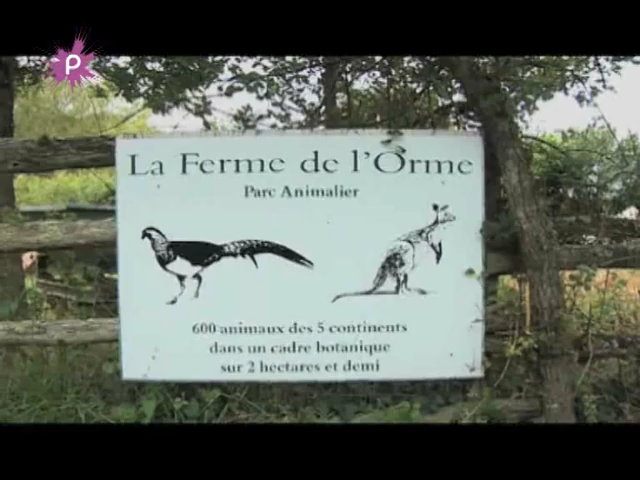 P
La Ferme de l'Orme
Parc Animalier
600 animaux des 5 continents
dans un cadre botanique
sur 2 hectares et demi